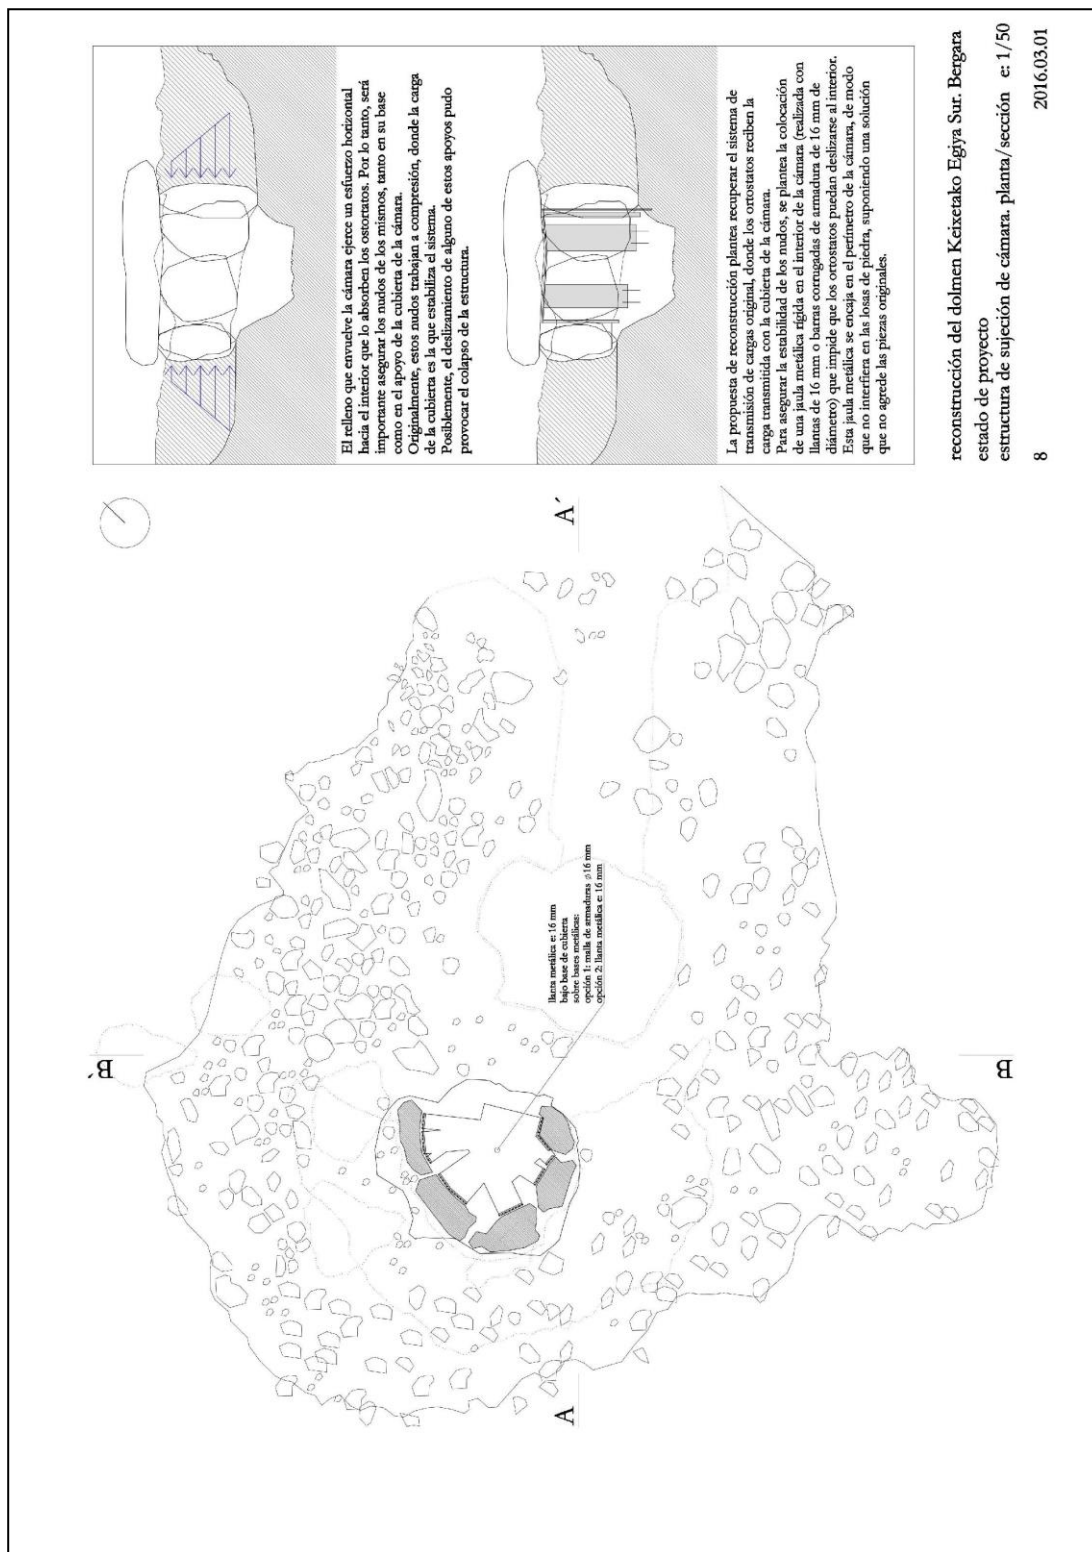 El relleno que envuelve la cámara ejerce un esfuerzo horizontal
hacia el interior que lo absorben los ostortatos. Por lo tanto, será
importante asegurar los nudos de los mismos, tanto en su base
como en el apoyo de la cubierta de la cámara.
Originalmente, estos nudos trabajan a compresión, donde la carga
de la cubierta es la que estabiliza el sistema.
Posiblemente, el deslizamiento de alguno de estos apoyos pudo
provocar el colapso de la estructura.
La propuesta de reconstrucción plantea recuperar el sistema de
transmisión de cargas original, donde los ortostatos reciben la
carga transmitida con la cubierta de la cámara.
Para asegurar la estabilidad de los nudos, se plantea la colocación
de una jaula metálica rígida en el interior de la cámara (realizada con
llantas de 16 mm o barras corrugadas de armadura de 16 mm de
diámetro) que impide que los ortostatos puedan deslizarse al interior.
Esta jaula metálica se encaja en el perímetro de la cámara, de modo
que no interfiera en las losas de piedra, suponiendo una solución
que no agrede las piezas originales.
reconstrucción del dolmen Keixetako Egiya Sur. Bergara
estado de proyecto
estructura de sujeción de cámara. planta/sección e: 1/50
8 2016.03.01
B´
A´
llanta metálica e: 16 mm
bajo base de cubierta
sobre bases metálicas:
opción 1: malla de armaduras ⌀16 mm
opción 2: llanta metálica e: 16 mm
A
B